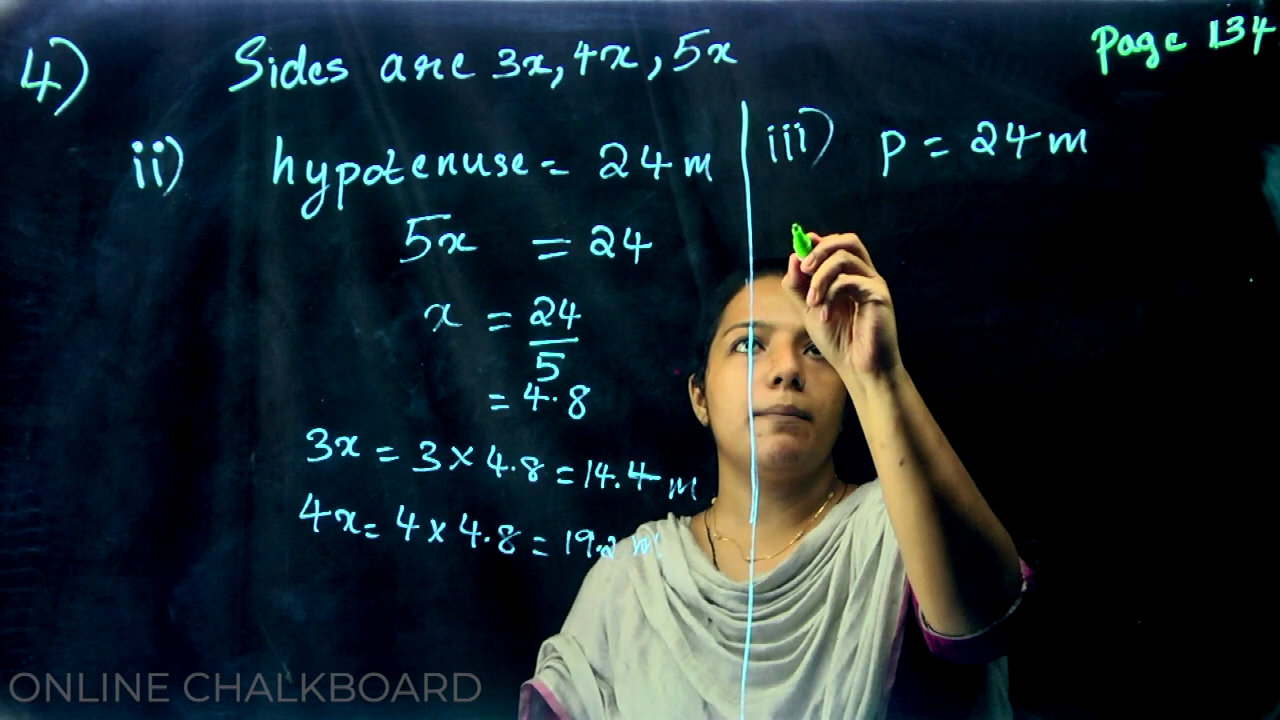 4) Sides are 3x, 4x, 5x
Page 134
ii) hypotenuse = 24 m
5x = 24
x = 24/5
= 4.8
3x = 3 × 4.8 = 14.4 m
4x = 4 × 4.8 = 19.2 m
iii) P = 24 m
ONLINE CHALKBOARD